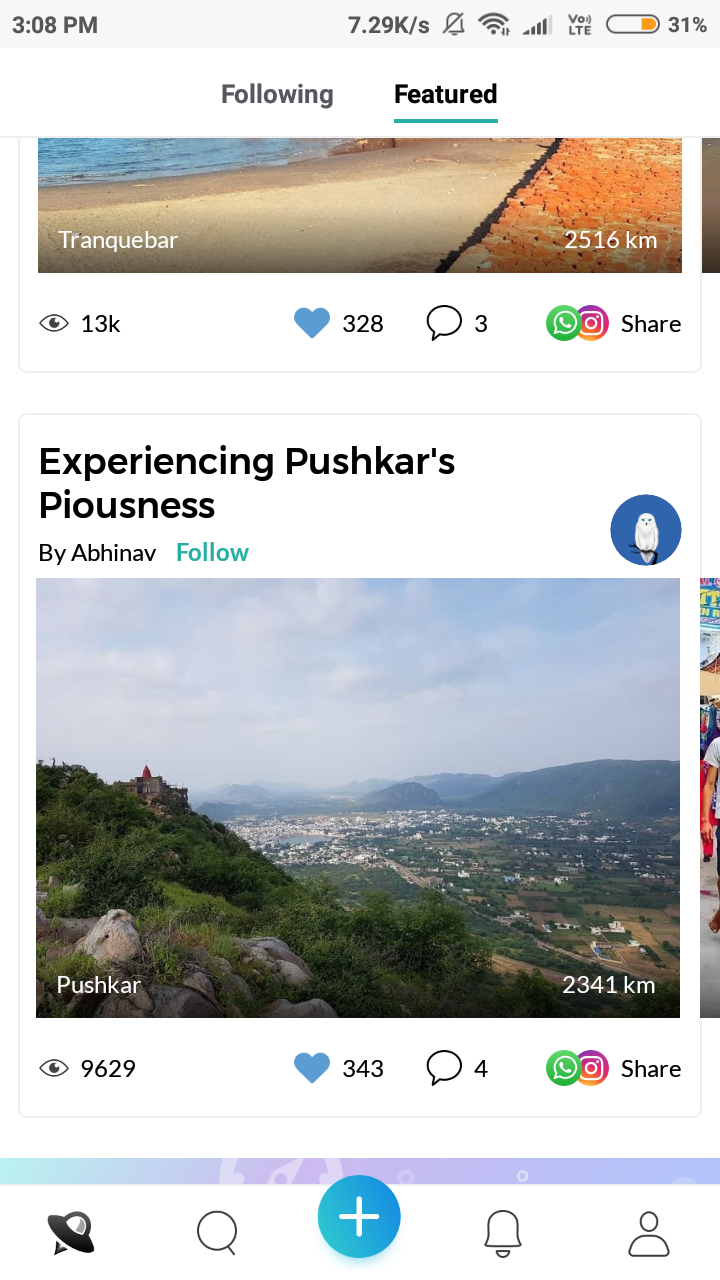 3:08 PM 7.29K/s Vo) LTE 31%
Following Featured
Tranquebar 2516 km
13k 328 3 Share
Experiencing Pushkar's
Piousness
By Abhinav Follow
Pushkar 2341 km
9629 343 4 Share